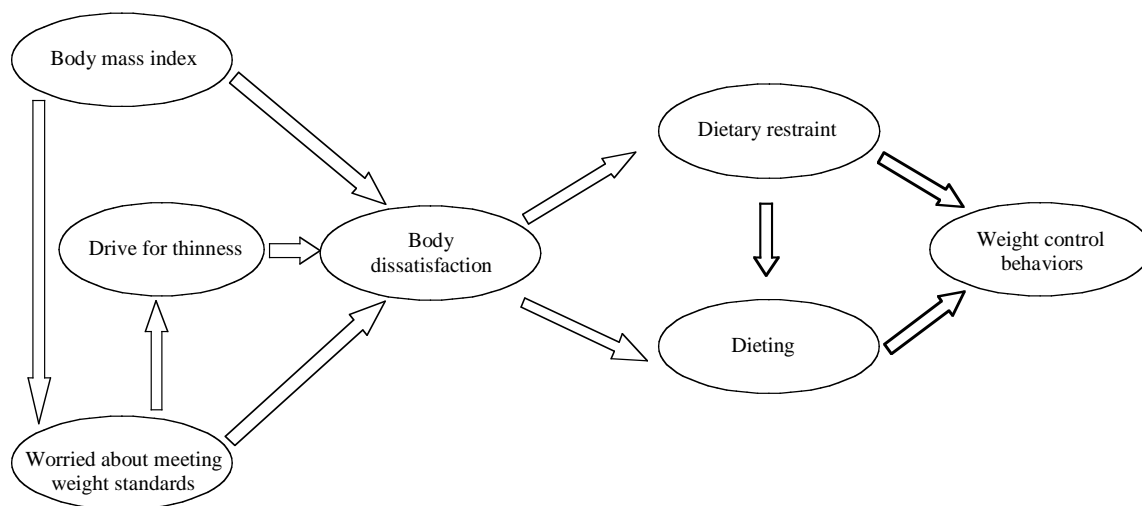 Body mass index
Dietary restraint
Drive for thinness
Body
dissatisfaction
Weight control
behaviors
Dieting
Worried about meeting
weight standards